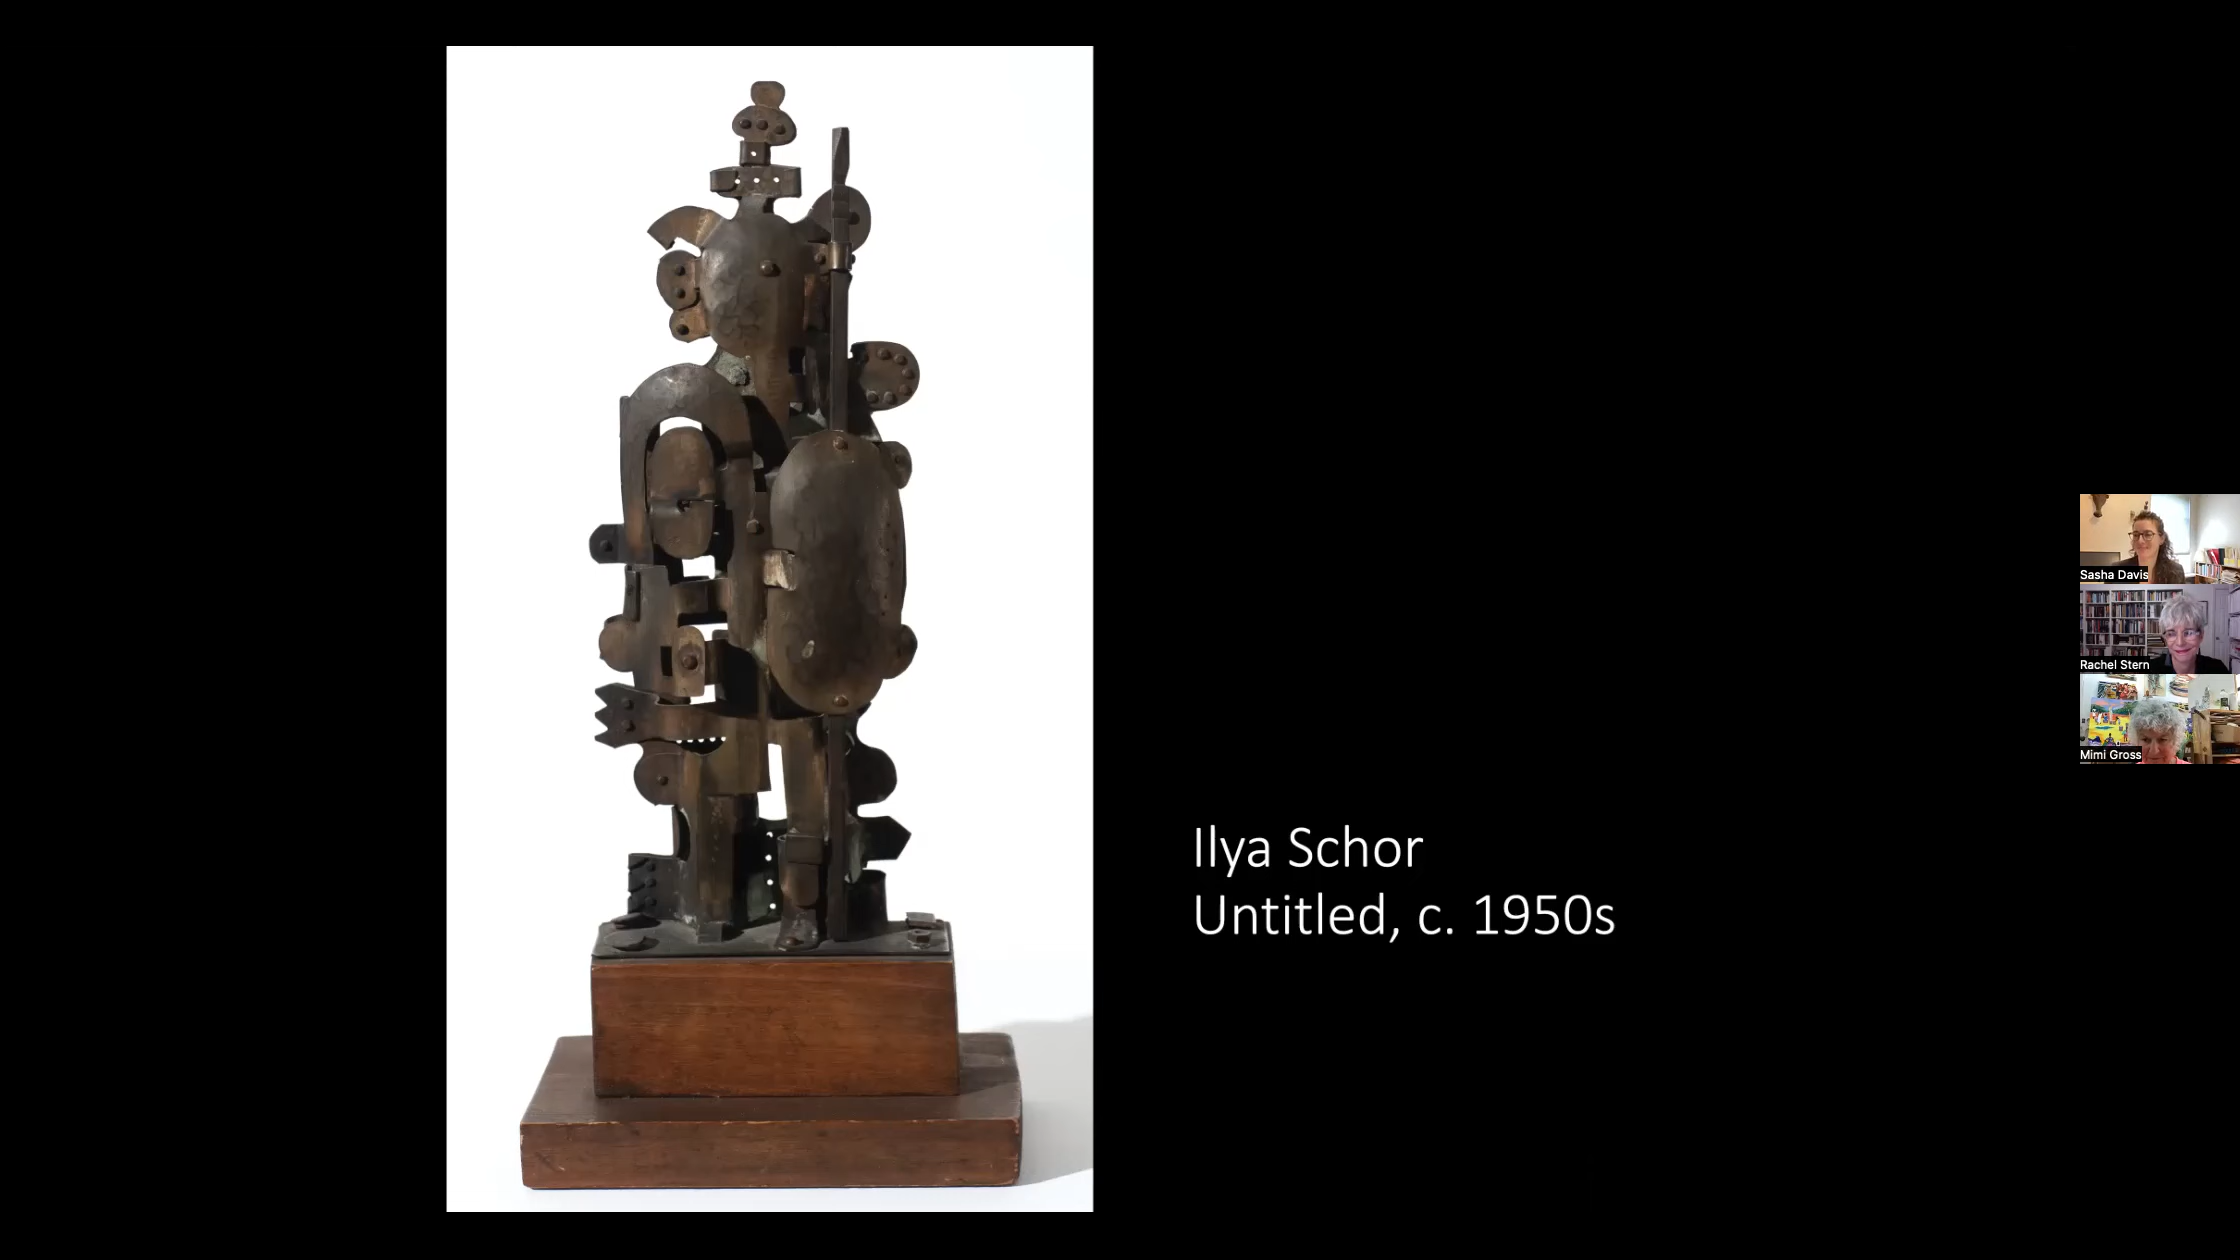 Ilya Schor
Untitled, c. 1950s
Sasha Davis
Rachel Stern
Mimi Gross